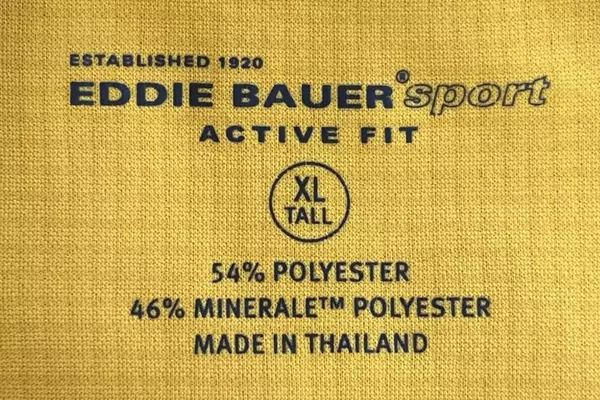 ESTABLISHED 1920
EDDIE BAUER® sport
ACTIVE FIT
XL
TALL
54% POLYESTER
46% MINERALE™ POLYESTER
MADE IN THAILAND